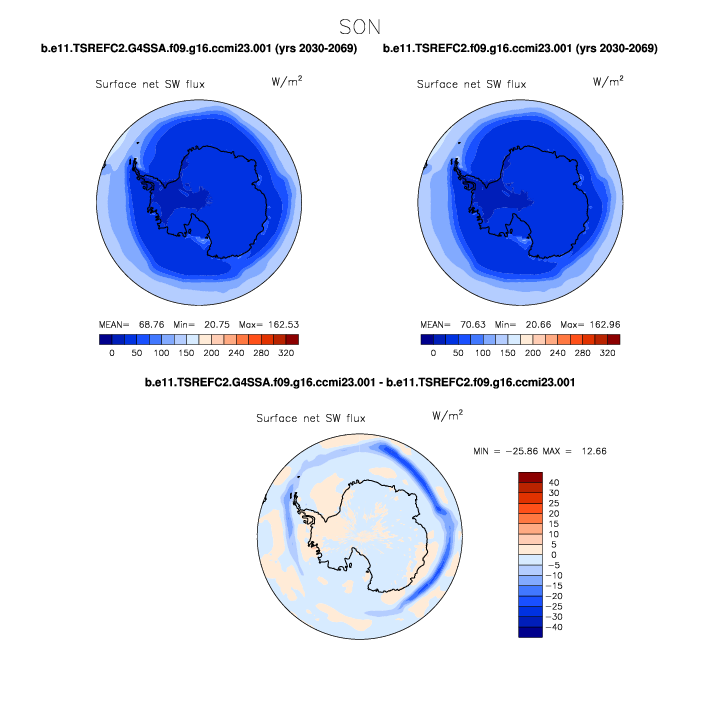 SON
b.e11.TSREFC2.G4SSA.f09.g16.ccmi23.001 (yrs 2030-2069) b.e11.TSREFC2.f09.g16.ccmi23.001 (yrs 2030-2069)
Surface net SW flux W/m² Surface net SW flux W/m²
MEAN= 68.76 Min= 20.75 Max= 162.53 MEAN= 70.63 Min= 20.66 Max= 162.96
0 50 100 150 200 240 280 320 0 50 100 150 200 240 280 320
b.e11.TSREFC2.G4SSA.f09.g16.ccmi23.001 - b.e11.TSREFC2.f09.g16.ccmi23.001
Surface net SW flux W/m²
MIN = -25.86 MAX = 12.66
40
30
25
20
15
10
5
0
-5
-10
-15
-20
-25
-30
-40